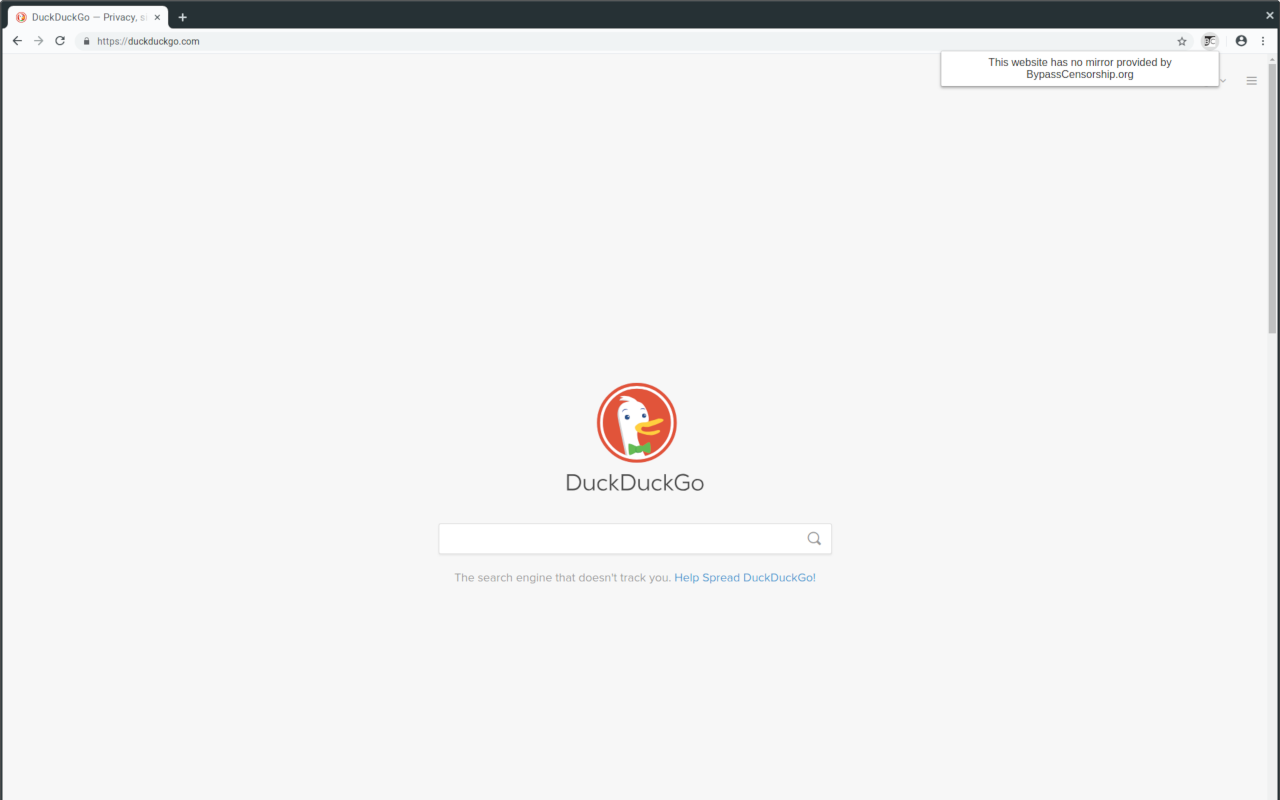 DuckDuckGo — Privacy, si
https://duckduckgo.com
BC
This website has no mirror provided by
BypassCensorship.org
DuckDuckGo
The search engine that doesn't track you. Help Spread DuckDuckGo!